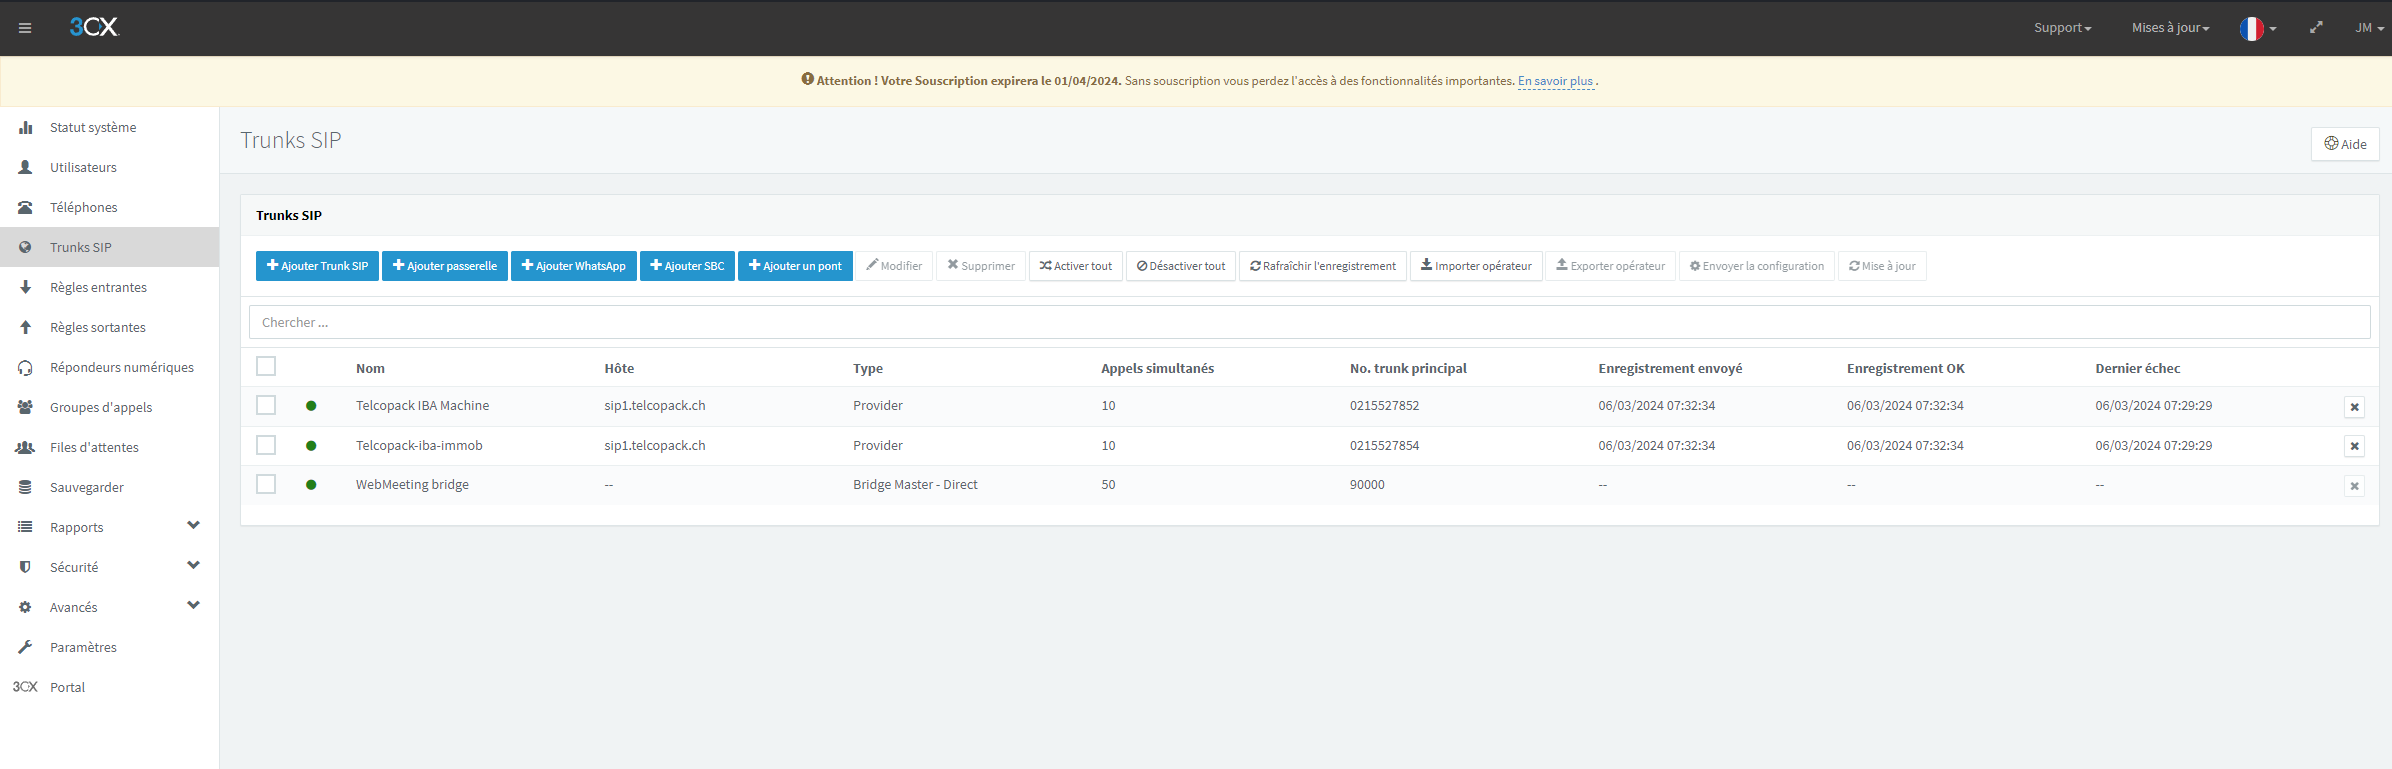 3CX
Support
Mises à jour
JM
Attention ! Votre Souscription expirera le 01/04/2024. Sans souscription vous perdez l'accès à des fonctionnalités importantes. En savoir plus .
Statut système
Utilisateurs
Téléphones
Trunks SIP
Règles entrantes
Règles sortantes
Répondeurs numériques
Groupes d'appels
Files d'attentes
Sauvegarder
Rapports
Sécurité
Avancés
Paramètres
3CX Portal
Trunks SIP
Aide
Trunks SIP
Ajouter Trunk SIP Ajouter passerelle Ajouter WhatsApp Ajouter SBC Ajouter un pont Modifier Supprimer Activer tout Désactiver tout Rafraîchir l'enregistrement Importer opérateur Exporter opérateur Envoyer la configuration Mise à jour
Chercher ...
Nom Hôte Type Appels simultanés No. trunk principal Enregistrement envoyé Enregistrement OK Dernier échec
Telcopack IBA Machine sip1.telcopack.ch Provider 10 0215527852 06/03/2024 07:32:34 06/03/2024 07:32:34 06/03/2024 07:29:29
Telcopack-iba-immob sip1.telcopack.ch Provider 10 0215527854 06/03/2024 07:32:34 06/03/2024 07:32:34 06/03/2024 07:29:29
WebMeeting bridge -- Bridge Master - Direct 50 90000 -- -- --